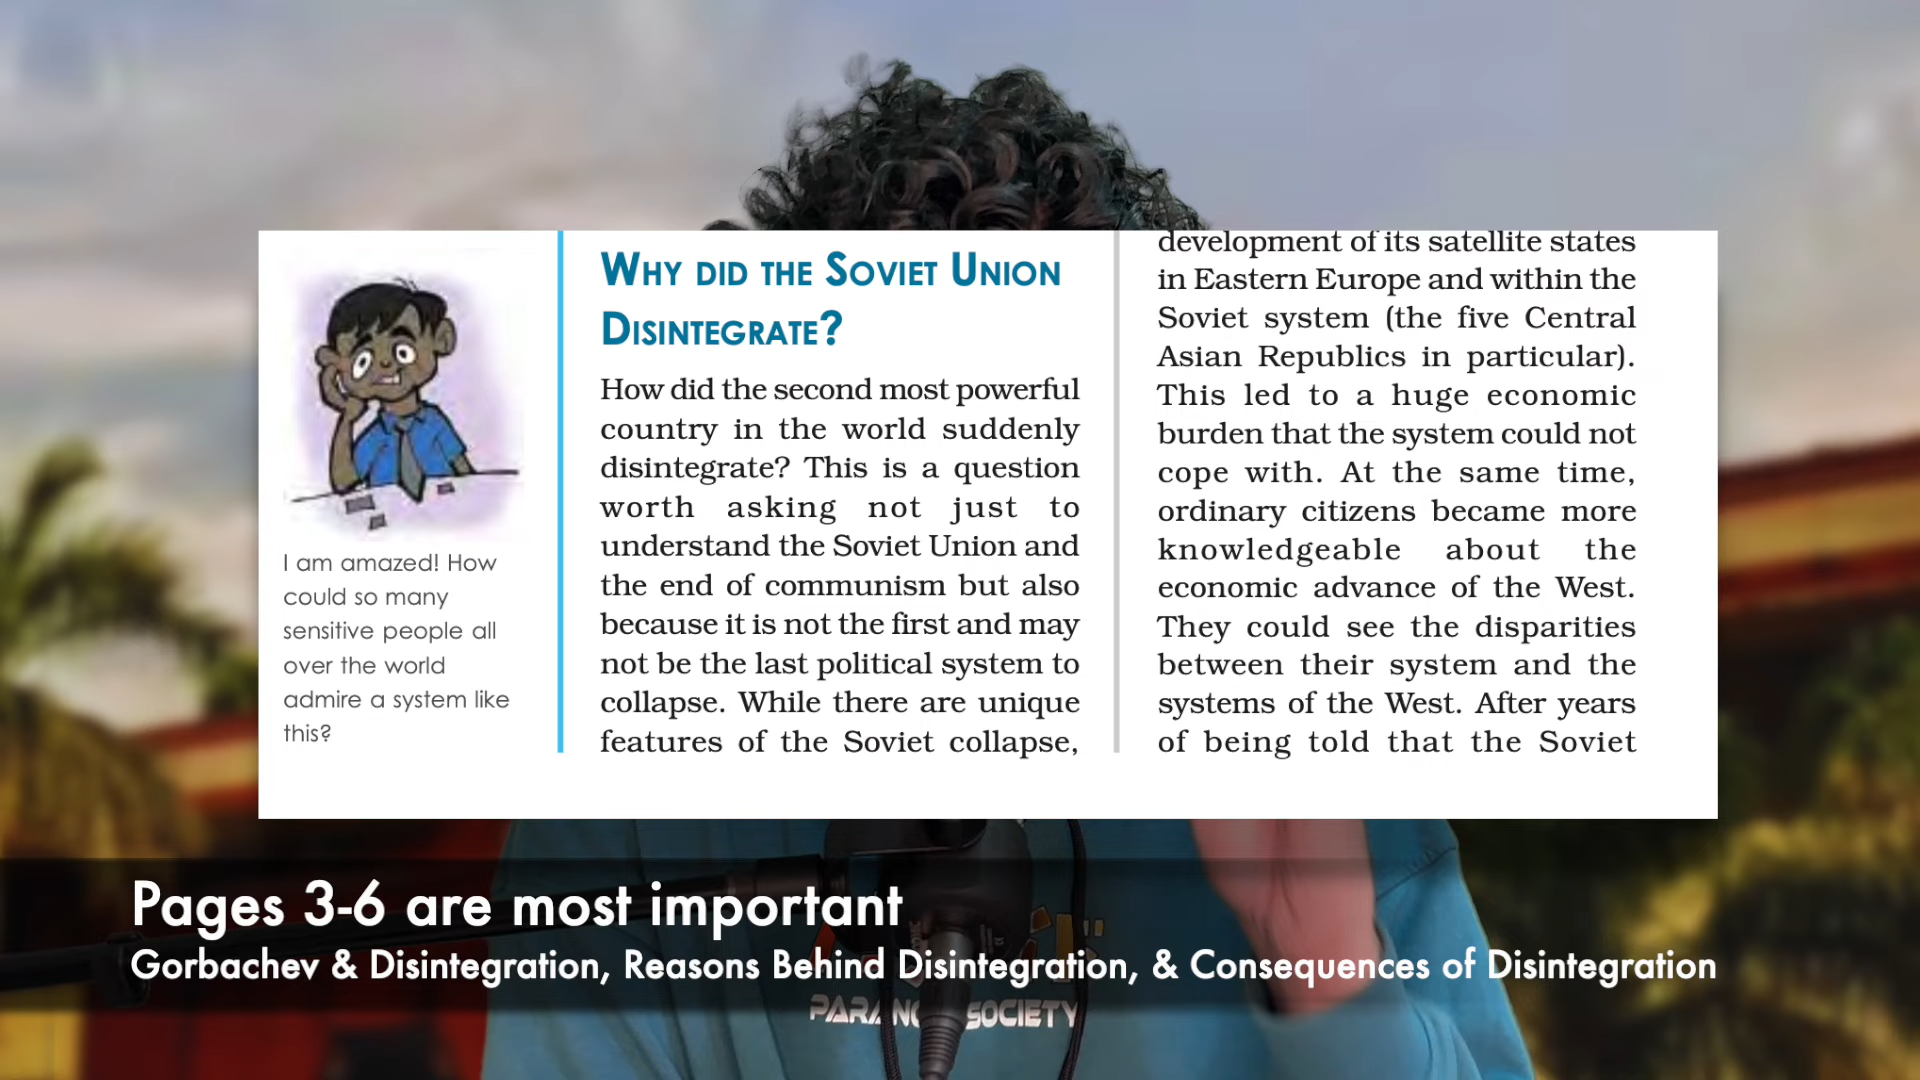 WHY DID THE SOVIET UNION
DISINTEGRATE?
How did the second most powerful
country in the world suddenly
disintegrate? This is a question
worth asking not just to
understand the Soviet Union and
the end of communism but also
because it is not the first and may
not be the last political system to
collapse. While there are unique
features of the Soviet collapse,
development of its satellite states
in Eastern Europe and within the
Soviet system (the five Central
Asian Republics in particular).
This led to a huge economic
burden that the system could not
cope with. At the same time,
ordinary citizens became more
knowledgeable about the
economic advance of the West.
They could see the disparities
between their system and the
systems of the West. After years
of being told that the Soviet
I am amazed! How
could so many
sensitive people all
over the world
admire a system like
this?
Pages 3-6 are most important
Gorbachev & Disintegration, Reasons Behind Disintegration, & Consequences of Disintegration
SOCIETY